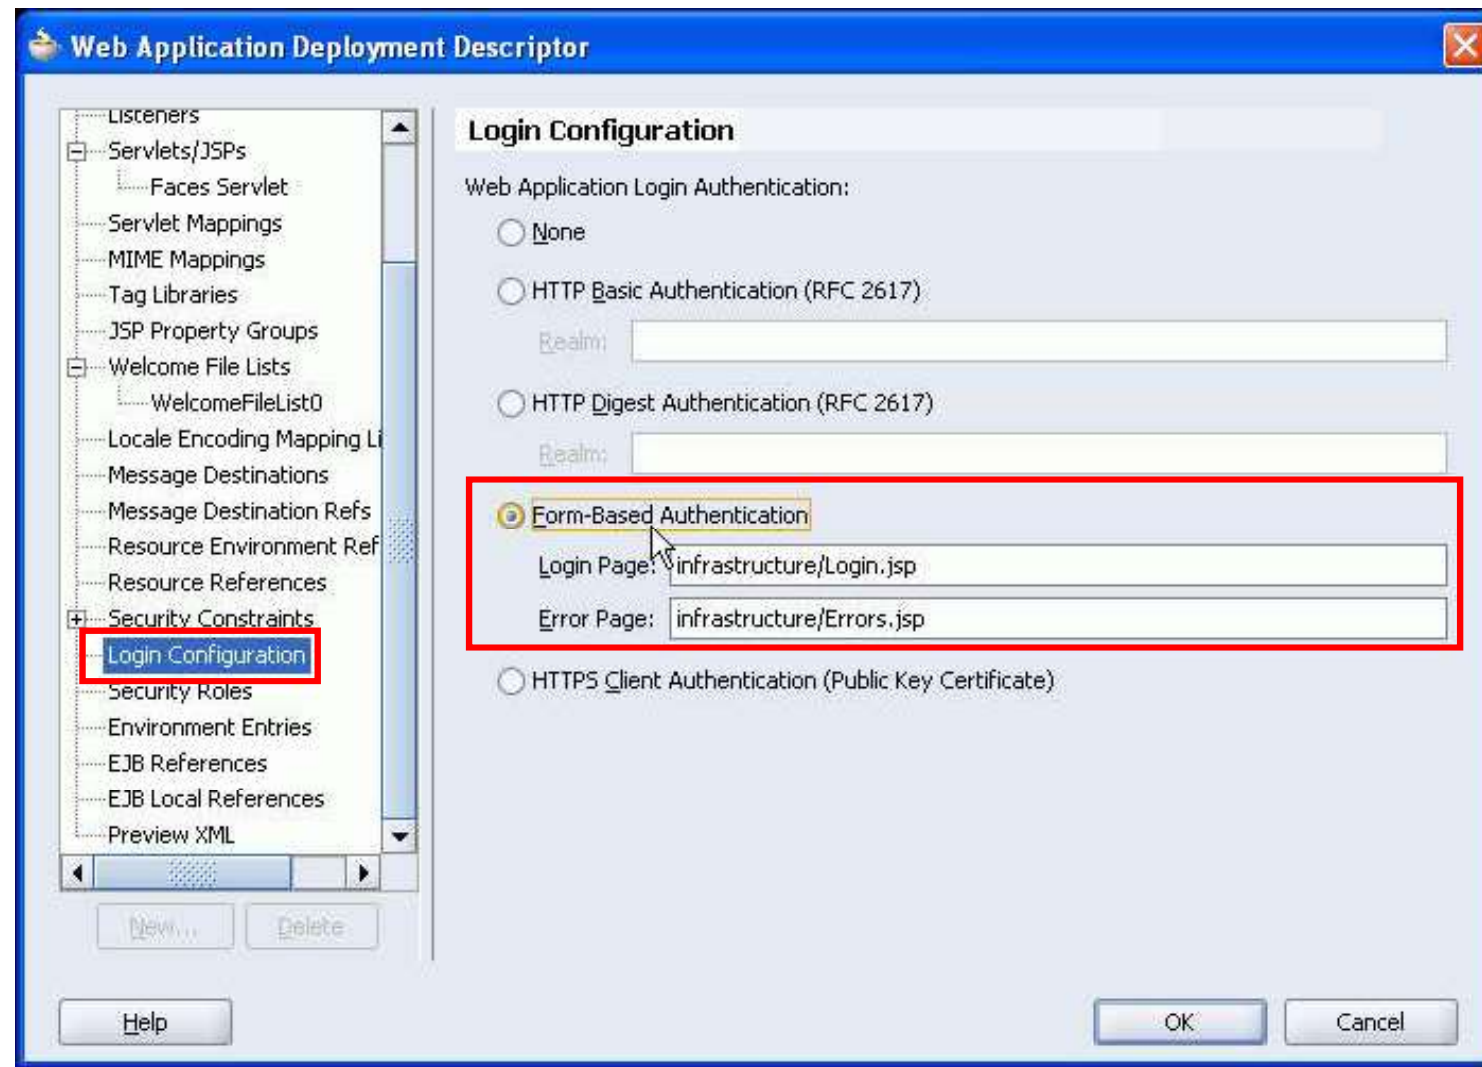 Web Application Deployment Descriptor
Listeners
Servlets/JSPs
Faces Servlet
Servlet Mappings
MIME Mappings
Tag Libraries
JSP Property Groups
Welcome File Lists
WelcomeFileList0
Locale Encoding Mapping Li
Message Destinations
Message Destination Refs
Resource Environment Ref
Resource References
Security Constraints
Login Configuration
Security Roles
Environment Entries
EJB References
EJB Local References
Preview XML
New...
Delete
Login Configuration
Web Application Login Authentication:
None
HTTP Basic Authentication (RFC 2617)
Realm:
HTTP Digest Authentication (RFC 2617)
Realm:
Form-Based Authentication
Login Page: infrastructure/Login.jsp
Error Page: infrastructure/Errors.jsp
HTTPS Client Authentication (Public Key Certificate)
Help
OK
Cancel